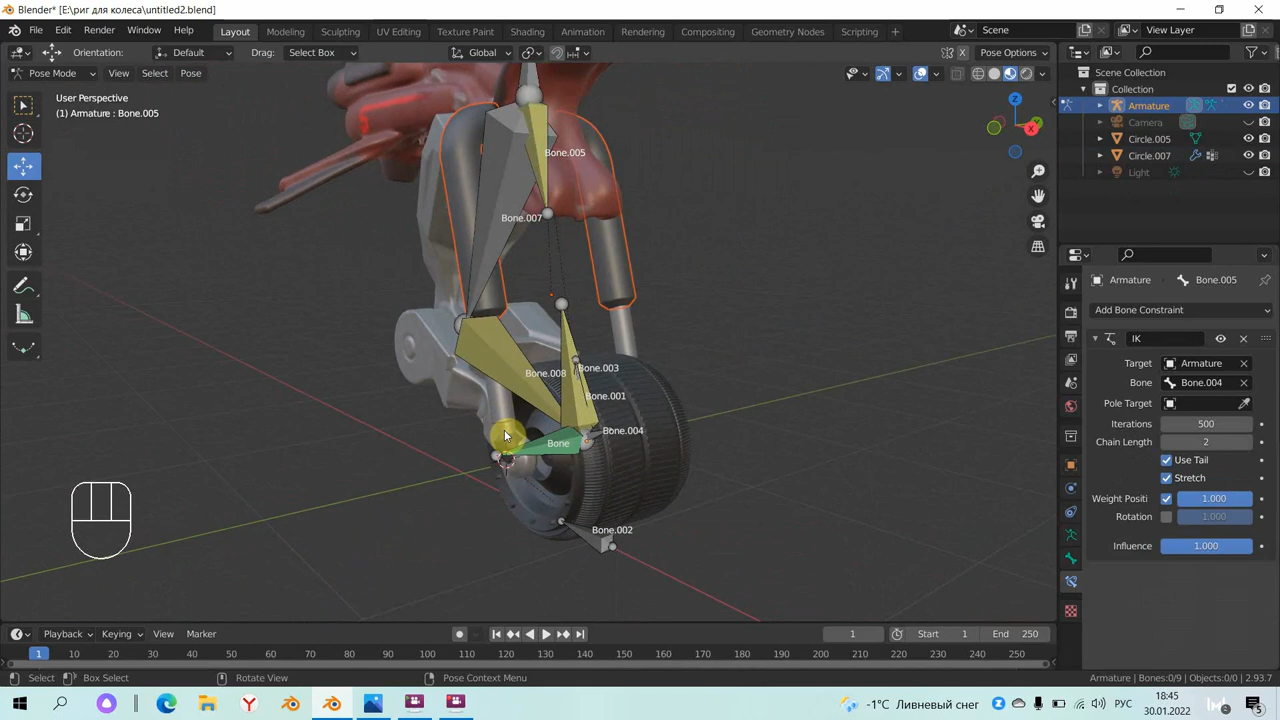 Blender* [E:\риг для колеса\untitled2.blend]
File Edit Render Window Help Layout Modeling Sculpting UV Editing Texture Paint Shading Animation Rendering Compositing Geometry Nodes Scripting + Scene View Layer
Orientation: Default Drag: Select Box Global Pose Options
Pose Mode View Select Pose
User Perspective
(1) Armature : Bone.005
Scene Collection
Collection
Armature
Camera
Circle.005
Circle.007
Light
Z
Y
X
Bone.005
Bone.007
Bone.003
Bone.008
Bone.001
Bone.004
Bone
Bone.002
Armature Bone.005
Add Bone Constraint
IK
Target Armature
Bone Bone.004
Pole Target
Iterations 500
Chain Length 2
Use Tail
Stretch
Weight Positi 1.000
Rotation 1.000
Influence 1.000
Playback Keying View Marker 1 Start 1 End 250
1 10 20 30 40 50 60 70 80 90 100 110 120 130 140 150 160 170 180 190 200 210 220 230 240 250
Select Box Select Rotate View Pose Context Menu Armature | Bones:0/9 | Objects:0/0 | 2.93.7
-1°C Ливневый снег РУС 18:45 30.01.2022 5